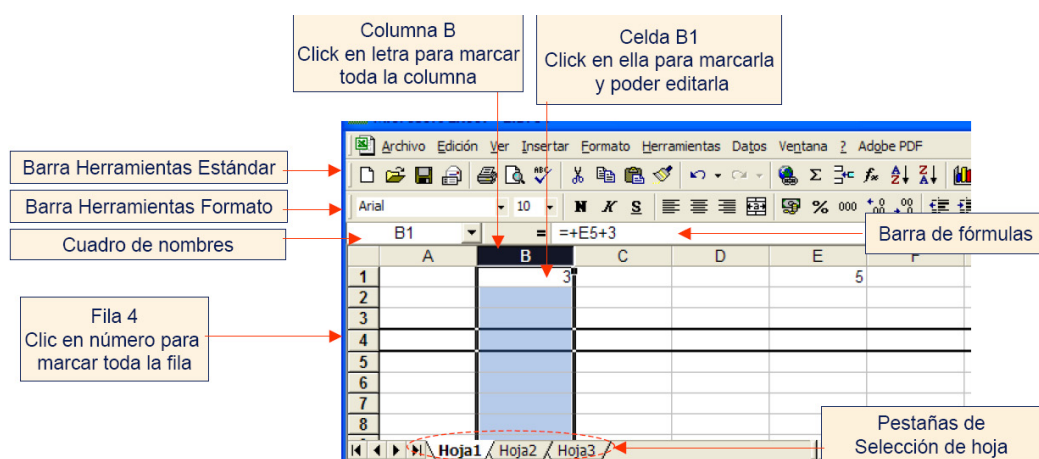 Columna B
Click en letra para marcar
toda la columna
Celda B1
Click en ella para marcarla
y poder editarla
Archivo Edición Ver Insertar Formato Herramientas Datos Ventana ? Adobe PDF
Barra Herramientas Estándar
Barra Herramientas Formato
Arial 10 N K S % 000
Cuadro de nombres
B1 = =+E5+3
Barra de fórmulas
A B C D E F
1 3 5
2
3
Fila 4
Clic en número para
marcar toda la fila
4
5
6
7
8
Pestañas de
Selección de hoja
Hoja1 Hoja2 Hoja3